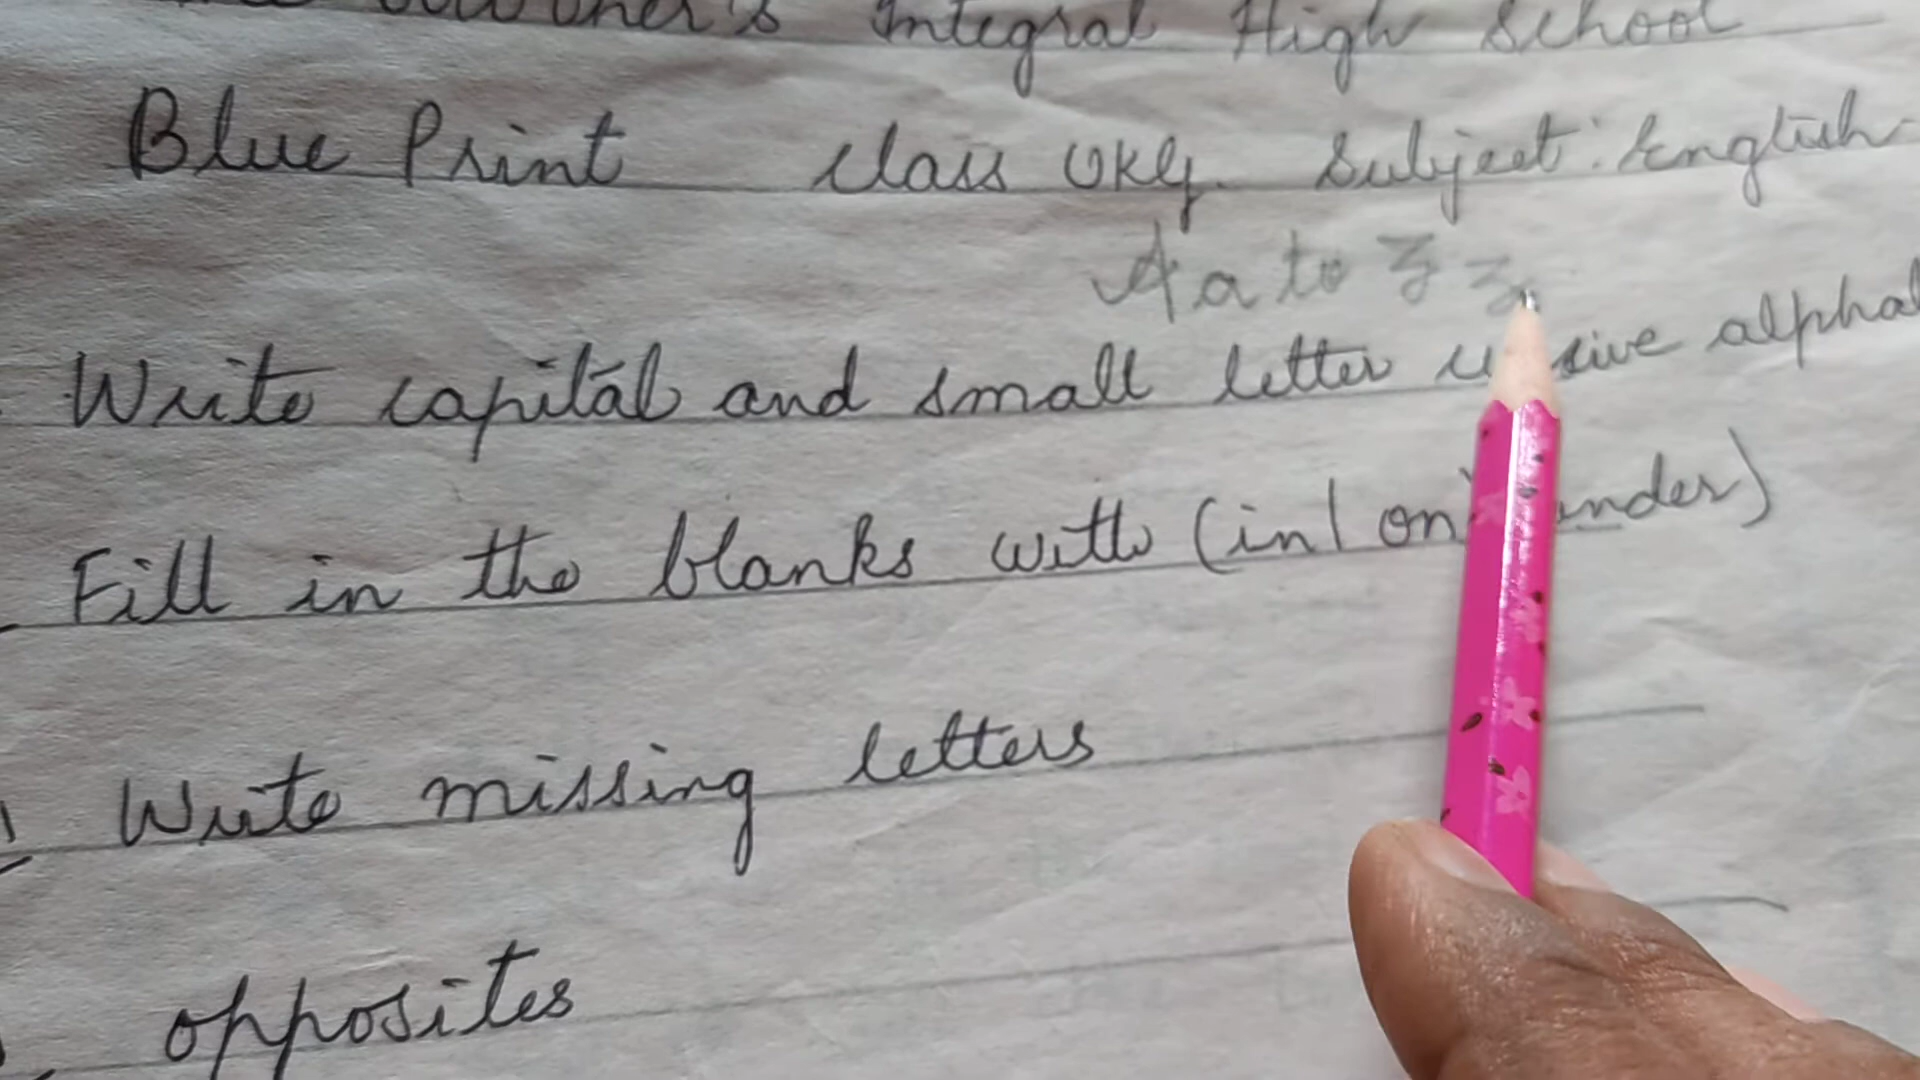 Integral High School
Blue Print class UKG. Subject: English
Aa to Zz
Write capital and small letter cursive
Fill in the blanks with (in/ on/ under)
Write missing letters
opposites